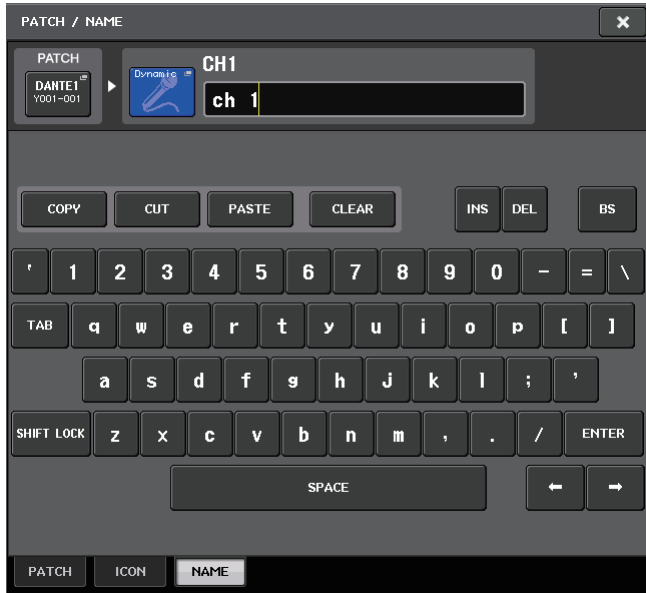 PATCH / NAME
×
PATCH
DANTE1
Y001-001
Dynamic
CH1
ch 1
COPY CUT PASTE CLEAR INS DEL BS
' 1 2 3 4 5 6 7 8 9 0 - = \
TAB q w e r t y u i o p [ ]
a s d f g h j k l ; '
SHIFT LOCK z x c v b n m , . / ENTER
SPACE ← →
PATCH ICON NAME